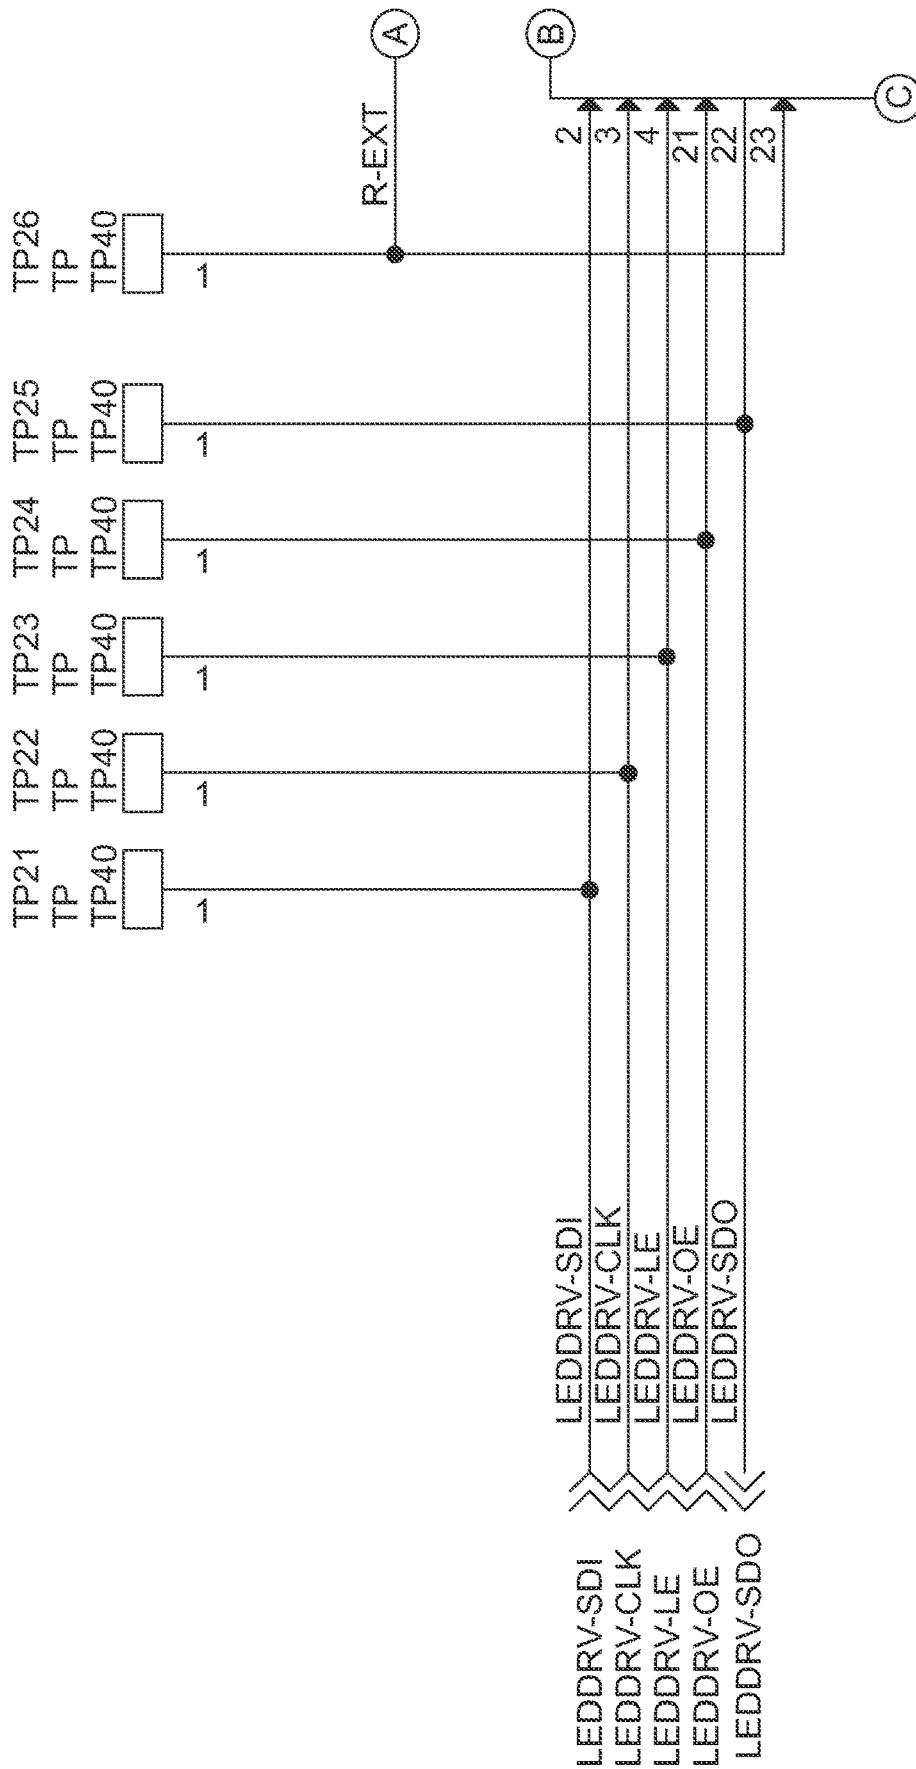 TP21
TP
TP40
1
TP22
TP
TP40
1
TP23
TP
TP40
1
TP24
TP
TP40
1
TP25
TP
TP40
1
TP26
TP
TP40
1
R-EXT
A
B
LEDDRV-SDI
LEDDRV-SDI
2
LEDDRV-CLK
LEDDRV-CLK
3
LEDDRV-LE
LEDDRV-LE
4
LEDDRV-OE
LEDDRV-OE
21
LEDDRV-SDO
LEDDRV-SDO
22
23
C